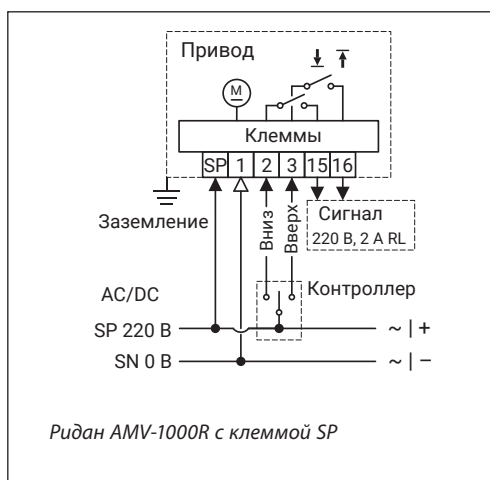 Привод
M
Клеммы
SP 1 2 3 15 16
Заземление
Вниз
Вверх
Сигнал
220 В, 2 А RL
AC/DC
Контроллер
SP 220 В ~ | +
SN 0 В ~ | −
Ридан AMV-1000R с клеммой SP